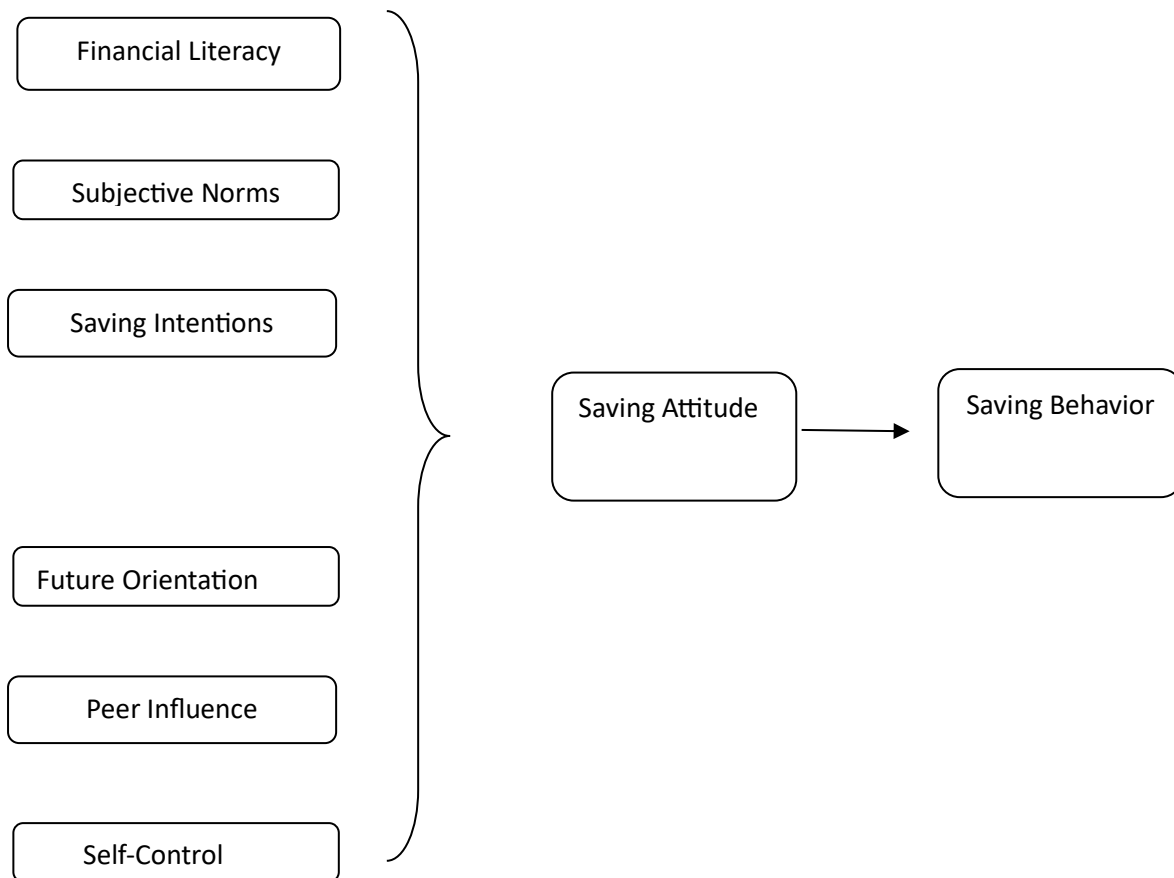 Financial Literacy
Subjective Norms
Saving Intentions
Saving Attitude
Saving Behavior
Future Orientation
Peer Influence
Self-Control